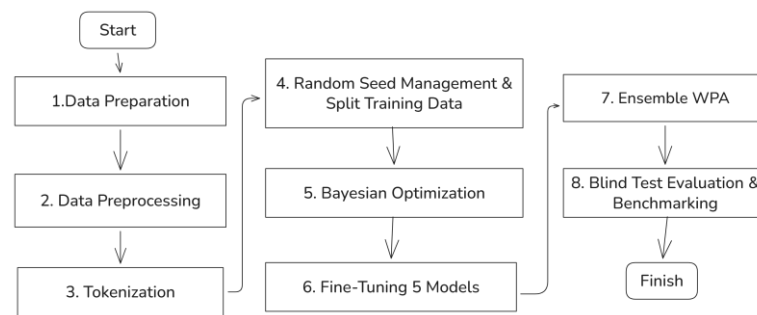 Start
1.Data Preparation
2. Data Preprocessing
3. Tokenization
4. Random Seed Management &
Split Training Data
5. Bayesian Optimization
6. Fine-Tuning 5 Models
7. Ensemble WPA
8. Blind Test Evaluation &
Benchmarking
Finish